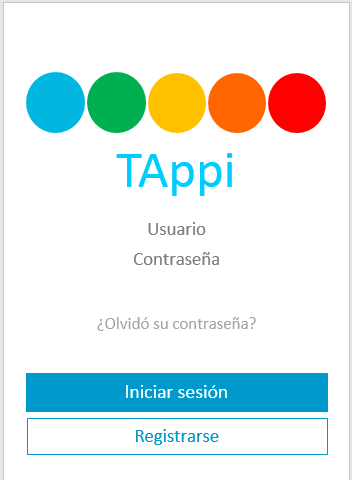 TAppi
Usuario
Contraseña
¿Olvidó su contraseña?
Iniciar sesión
Registrarse